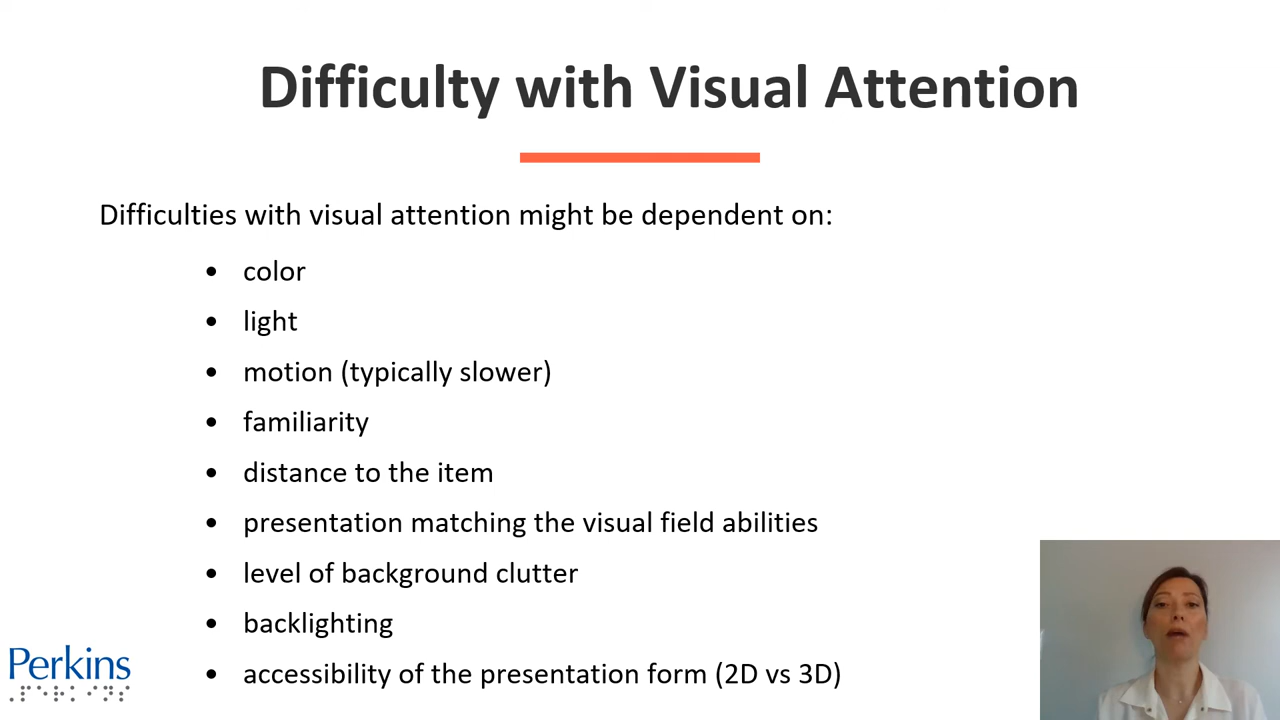 Difficulty with Visual Attention
Difficulties with visual attention might be dependent on:
• color
• light
• motion (typically slower)
• familiarity
• distance to the item
• presentation matching the visual field abilities
• level of background clutter
• backlighting
• accessibility of the presentation form (2D vs 3D)
Perkins